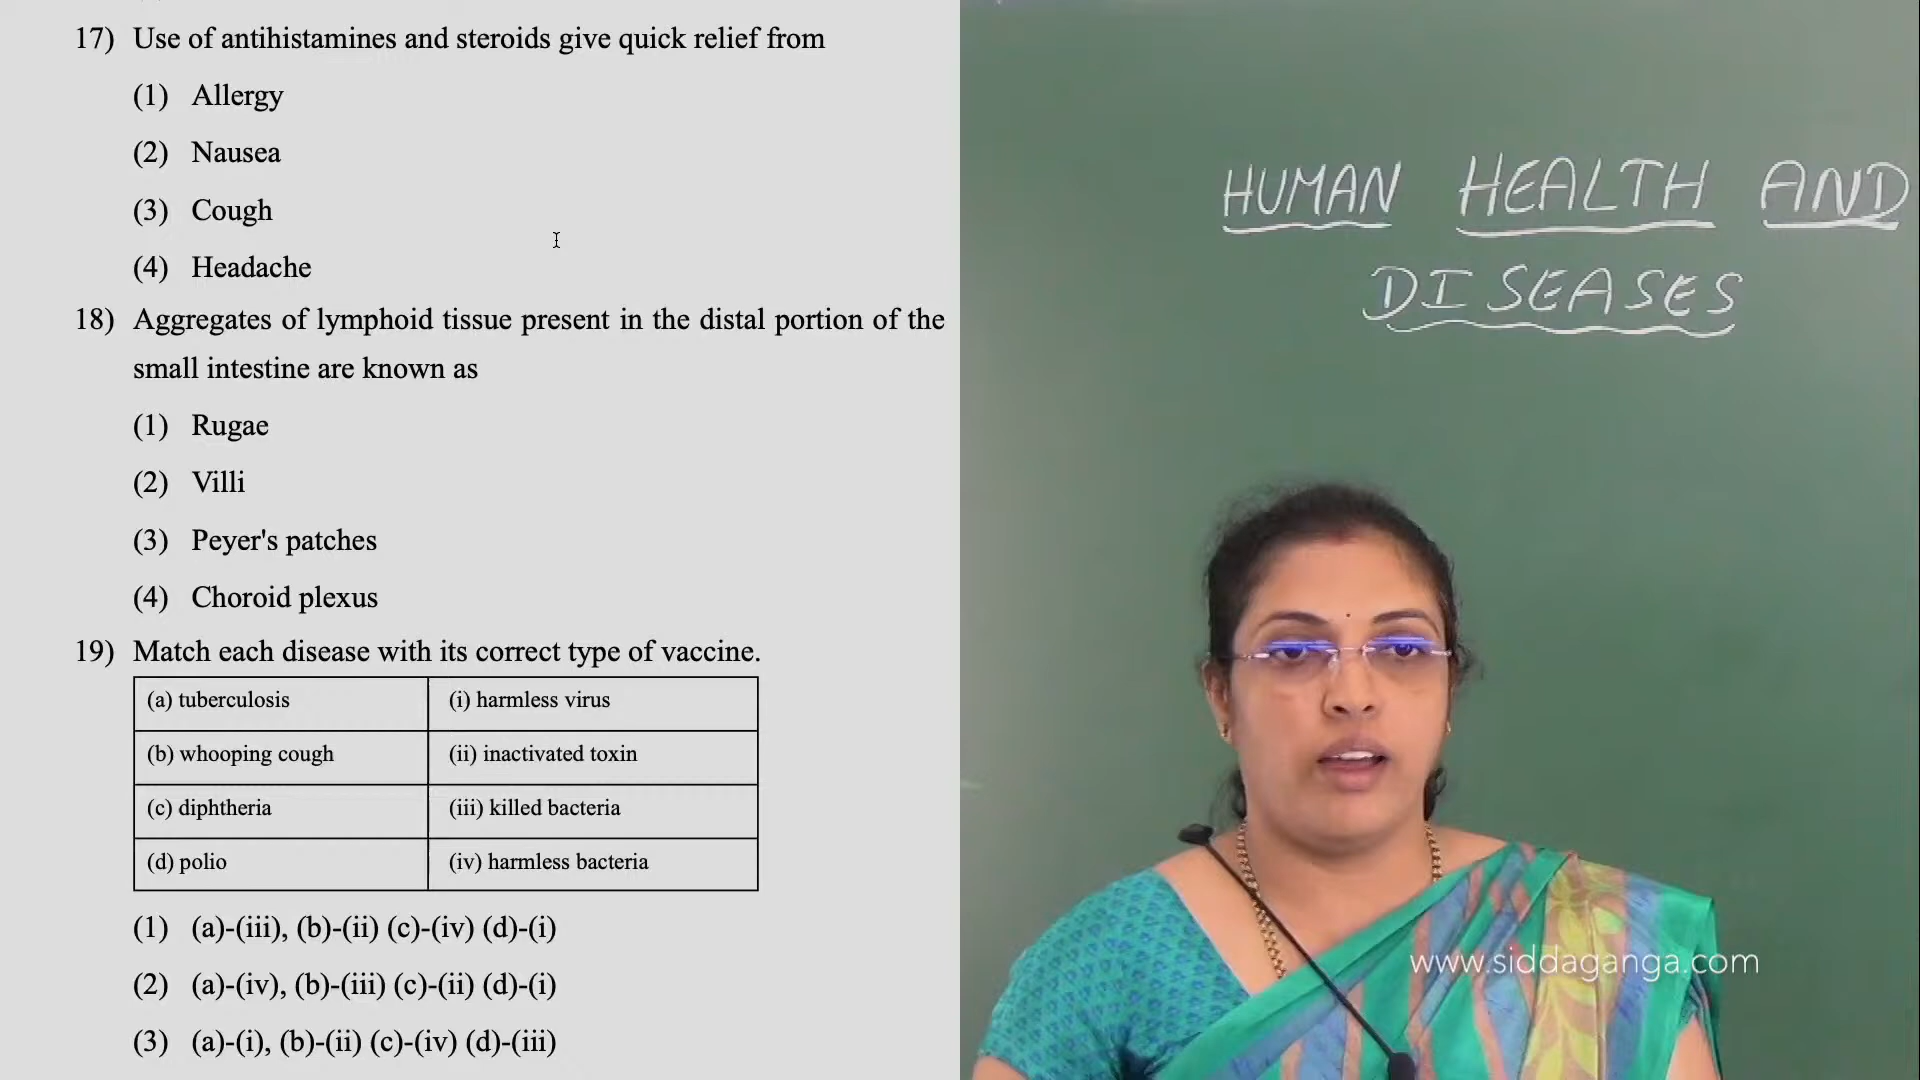 17) Use of antihistamines and steroids give quick relief from
(1) Allergy
(2) Nausea
(3) Cough
(4) Headache
18) Aggregates of lymphoid tissue present in the distal portion of the
small intestine are known as
(1) Rugae
(2) Villi
(3) Peyer's patches
(4) Choroid plexus
19) Match each disease with its correct type of vaccine.
(a) tuberculosis (i) harmless virus
(b) whooping cough (ii) inactivated toxin
(c) diphtheria (iii) killed bacteria
(d) polio (iv) harmless bacteria
(1) (a)-(iii), (b)-(ii) (c)-(iv) (d)-(i)
(2) (a)-(iv), (b)-(iii) (c)-(ii) (d)-(i)
(3) (a)-(i), (b)-(ii) (c)-(iv) (d)-(iii)
HUMAN HEALTH AND
DISEASES
www.siddaganga.com